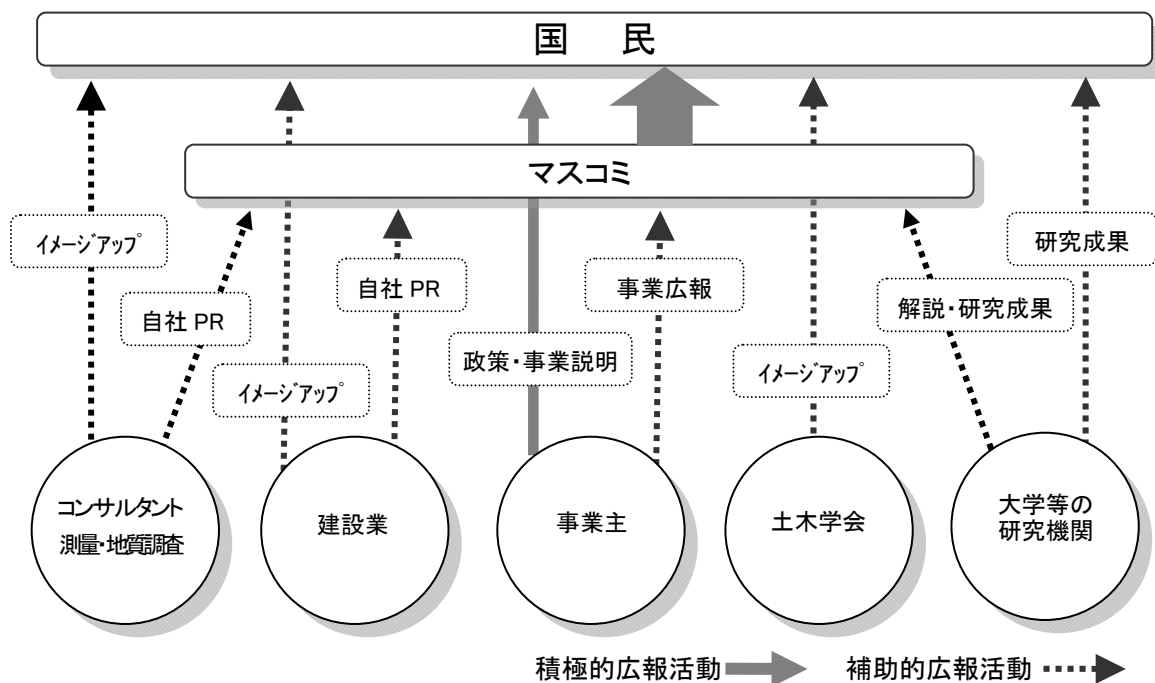 国 民
マスコミ
イメージアップ
研究成果
自社 PR
事業広報
自社 PR
解説・研究成果
政策・事業説明
イメージアップ
イメージアップ
コンサルタント
測量・地質調査
建設業
事業主
土木学会
大学等の
研究機関
積極的広報活動
補助的広報活動